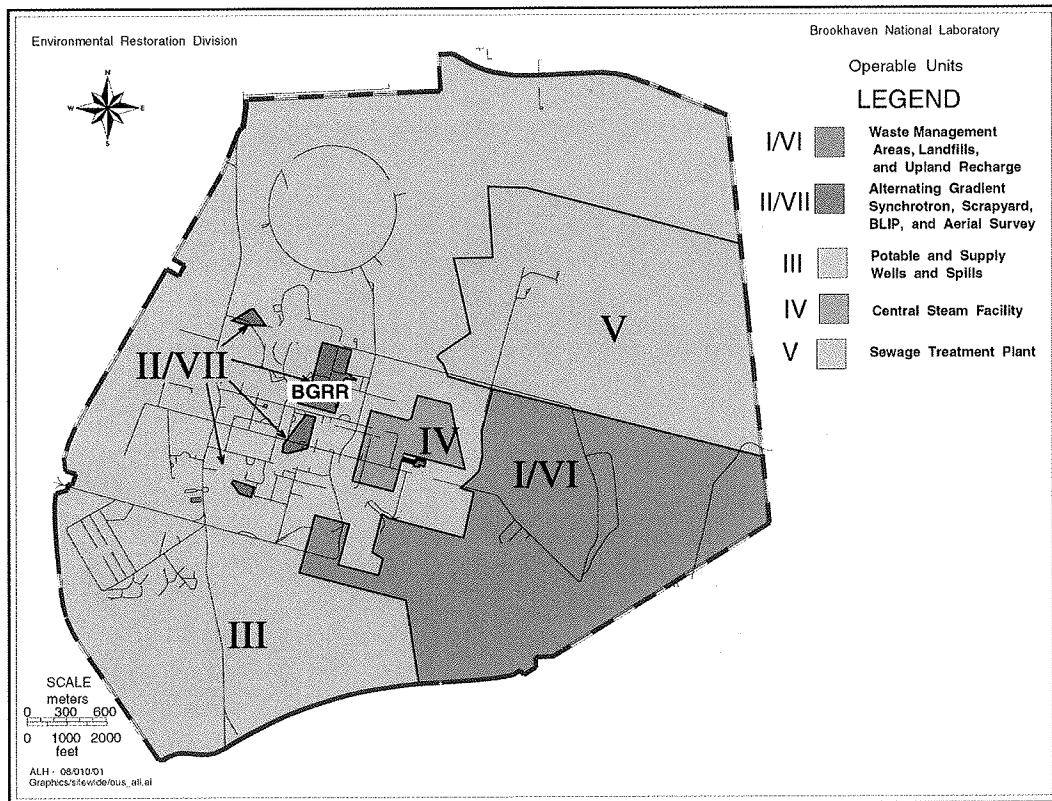 Environmental Restoration Division
Brookhaven National Laboratory
Operable Units
LEGEND
I/VI
Waste Management
Areas, Landfills,
and Upland Recharge
II/VII
Alternating Gradient
Synchrotron, Scrapyard,
BLIP, and Aerial Survey
III
Potable and Supply
Wells and Spills
IV
Central Steam Facility
V
Sewage Treatment Plant
N
W
E
S
V
II/VII
BGRR
IV
I/VI
III
SCALE
meters
0 300 600
0 1000 2000
feet
ALH - 08/010/01
Graphics/sitewide/ous_all.ai